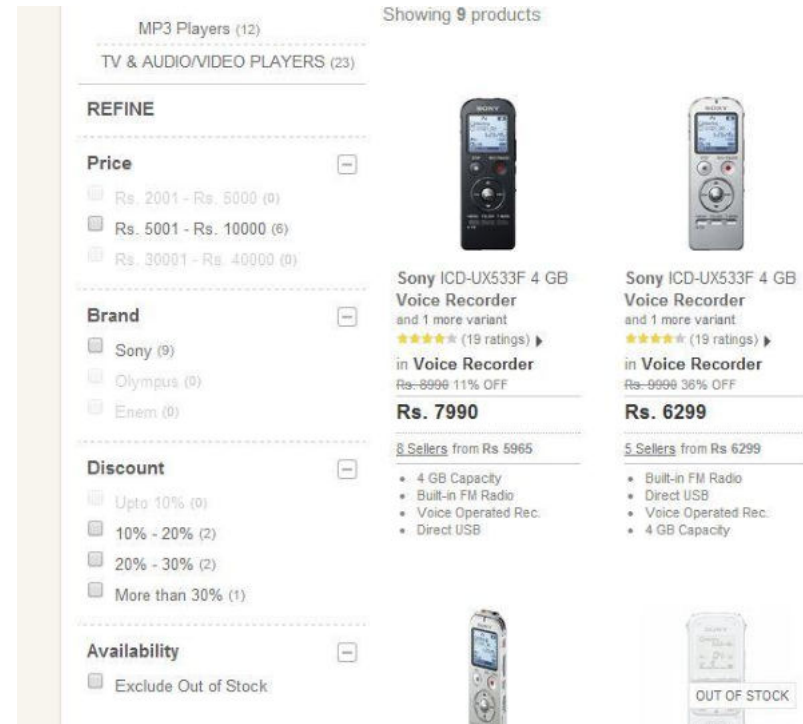 MP3 Players (12)
TV & AUDIO/VIDEO PLAYERS (23)
REFINE
Price
Rs. 2001 - Rs. 5000 (0)
Rs. 5001 - Rs. 10000 (6)
Rs. 30001 - Rs. 40000 (0)
Brand
Sony (9)
Olympus (0)
Enem (0)
Discount
Upto 10% (0)
10% - 20% (2)
20% - 30% (2)
More than 30% (1)
Availability
Exclude Out of Stock
Showing 9 products
SONY
Sony ICD-UX533F 4 GB
Voice Recorder
and 1 more variant
(19 ratings)
in Voice Recorder
Rs. 8990 11% OFF
Rs. 7990
8 Sellers from Rs 5965
• 4 GB Capacity
• Built-in FM Radio
• Voice Operated Rec.
• Direct USB
SONY
Sony ICD-UX533F 4 GB
Voice Recorder
and 1 more variant
(19 ratings)
in Voice Recorder
Rs. 9990 36% OFF
Rs. 6299
5 Sellers from Rs 6299
• Built-in FM Radio
• Direct USB
• Voice Operated Rec.
• 4 GB Capacity
OUT OF STOCK